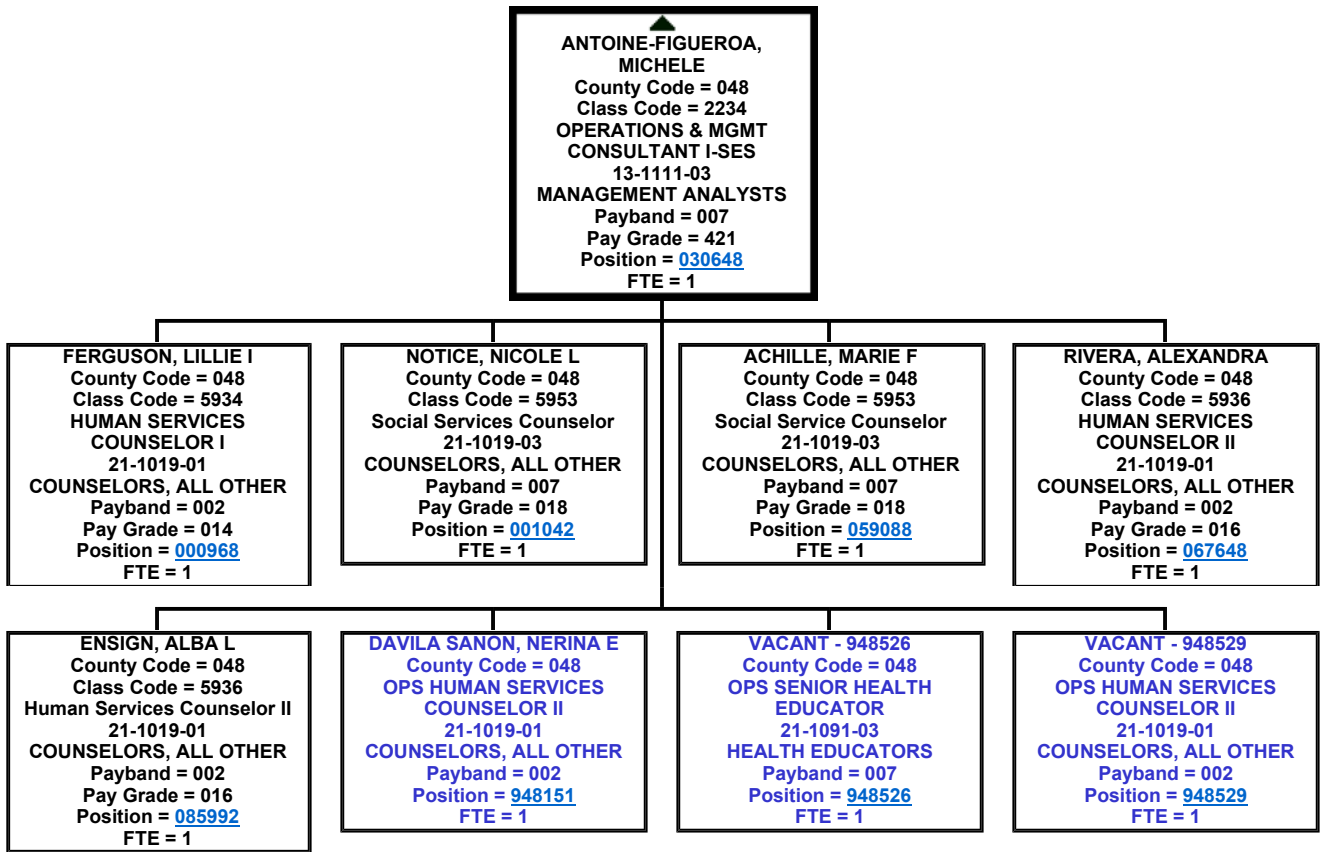 ANTOINE-FIGUEROA,
MICHELE
County Code = 048
Class Code = 2234
OPERATIONS & MGMT
CONSULTANT I-SES
13-1111-03
MANAGEMENT ANALYSTS
Payband = 007
Pay Grade = 421
Position = 030648
FTE = 1
FERGUSON, LILLIE I
County Code = 048
Class Code = 5934
HUMAN SERVICES
COUNSELOR I
21-1019-01
COUNSELORS, ALL OTHER
Payband = 002
Pay Grade = 014
Position = 000968
FTE = 1
NOTICE, NICOLE L
County Code = 048
Class Code = 5953
Social Services Counselor
21-1019-03
COUNSELORS, ALL OTHER
Payband = 007
Pay Grade = 018
Position = 001042
FTE = 1
ACHILLE, MARIE F
County Code = 048
Class Code = 5953
Social Service Counselor
21-1019-03
COUNSELORS, ALL OTHER
Payband = 007
Pay Grade = 018
Position = 059088
FTE = 1
RIVERA, ALEXANDRA
County Code = 048
Class Code = 5936
HUMAN SERVICES
COUNSELOR II
21-1019-01
COUNSELORS, ALL OTHER
Payband = 002
Pay Grade = 016
Position = 067648
FTE = 1
ENSIGN, ALBA L
County Code = 048
Class Code = 5936
Human Services Counselor II
21-1019-01
COUNSELORS, ALL OTHER
Payband = 002
Pay Grade = 016
Position = 085992
FTE = 1
DAVILA SANON, NERINA E
County Code = 048
OPS HUMAN SERVICES
COUNSELOR II
21-1019-01
COUNSELORS, ALL OTHER
Payband = 002
Position = 948151
FTE = 1
VACANT - 948526
County Code = 048
OPS SENIOR HEALTH
EDUCATOR
21-1091-03
HEALTH EDUCATORS
Payband = 007
Position = 948526
FTE = 1
VACANT - 948529
County Code = 048
OPS HUMAN SERVICES
COUNSELOR II
21-1019-01
COUNSELORS, ALL OTHER
Payband = 002
Position = 948529
FTE = 1